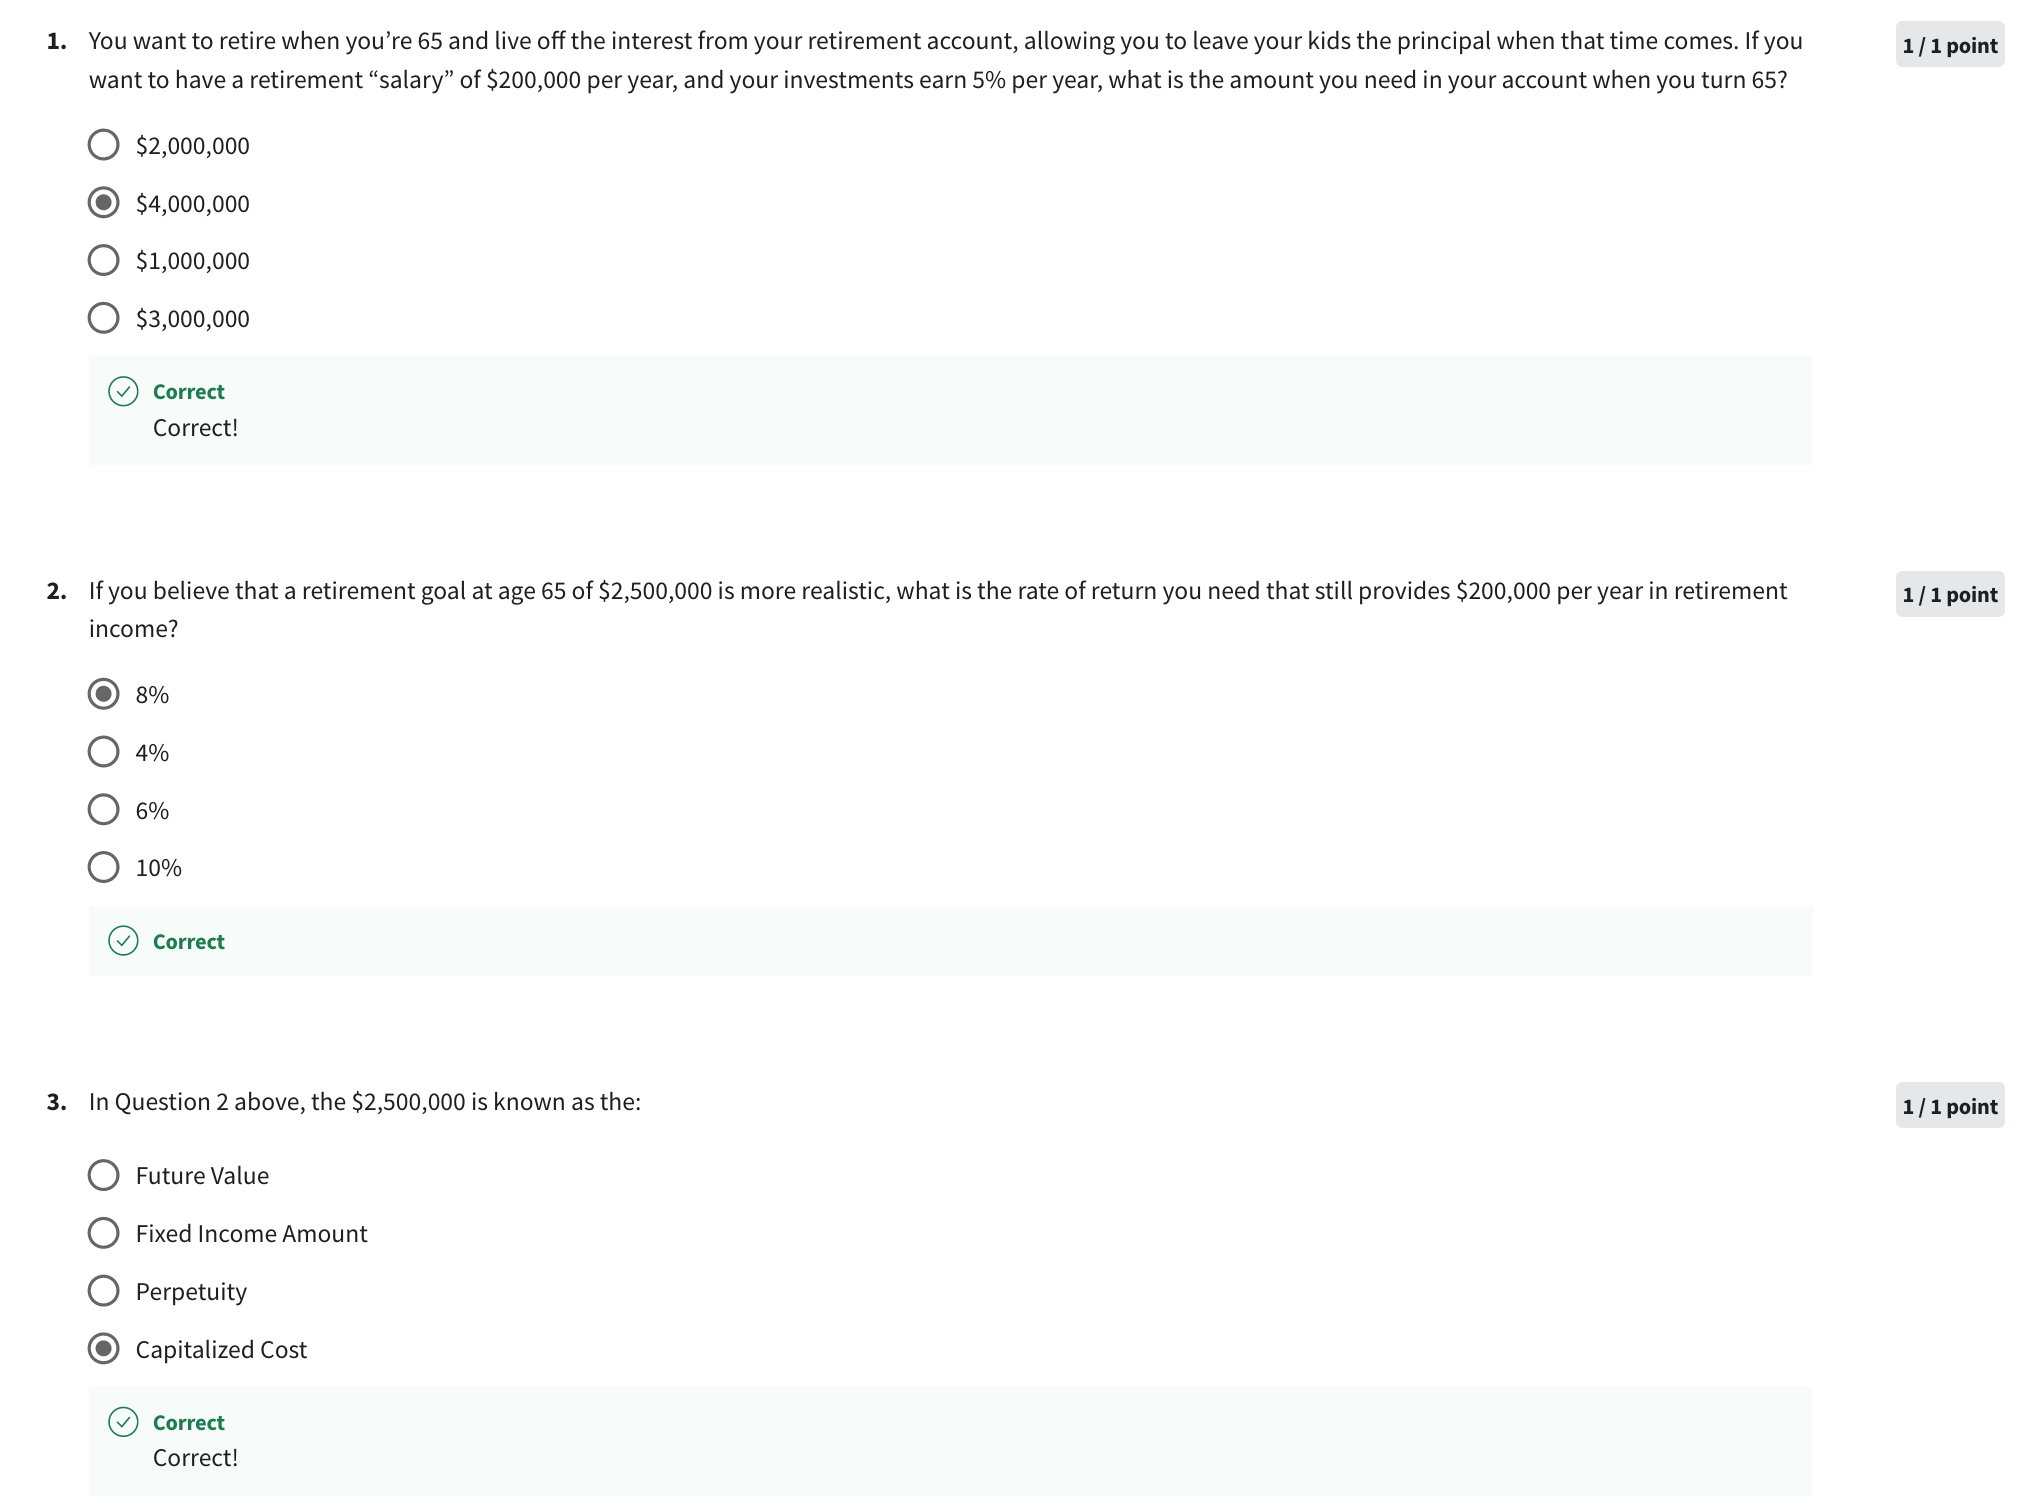 1. You want to retire when you’re 65 and live off the interest from your retirement account, allowing you to leave your kids the principal when that time comes. If you
1 / 1 point
want to have a retirement “salary” of $200,000 per year, and your investments earn 5% per year, what is the amount you need in your account when you turn 65?
$2,000,000
$4,000,000
$1,000,000
$3,000,000
Correct
Correct!
2. If you believe that a retirement goal at age 65 of $2,500,000 is more realistic, what is the rate of return you need that still provides $200,000 per year in retirement
1 / 1 point
income?
8%
4%
6%
10%
Correct
3. In Question 2 above, the $2,500,000 is known as the:
1 / 1 point
Future Value
Fixed Income Amount
Perpetuity
Capitalized Cost
Correct
Correct!